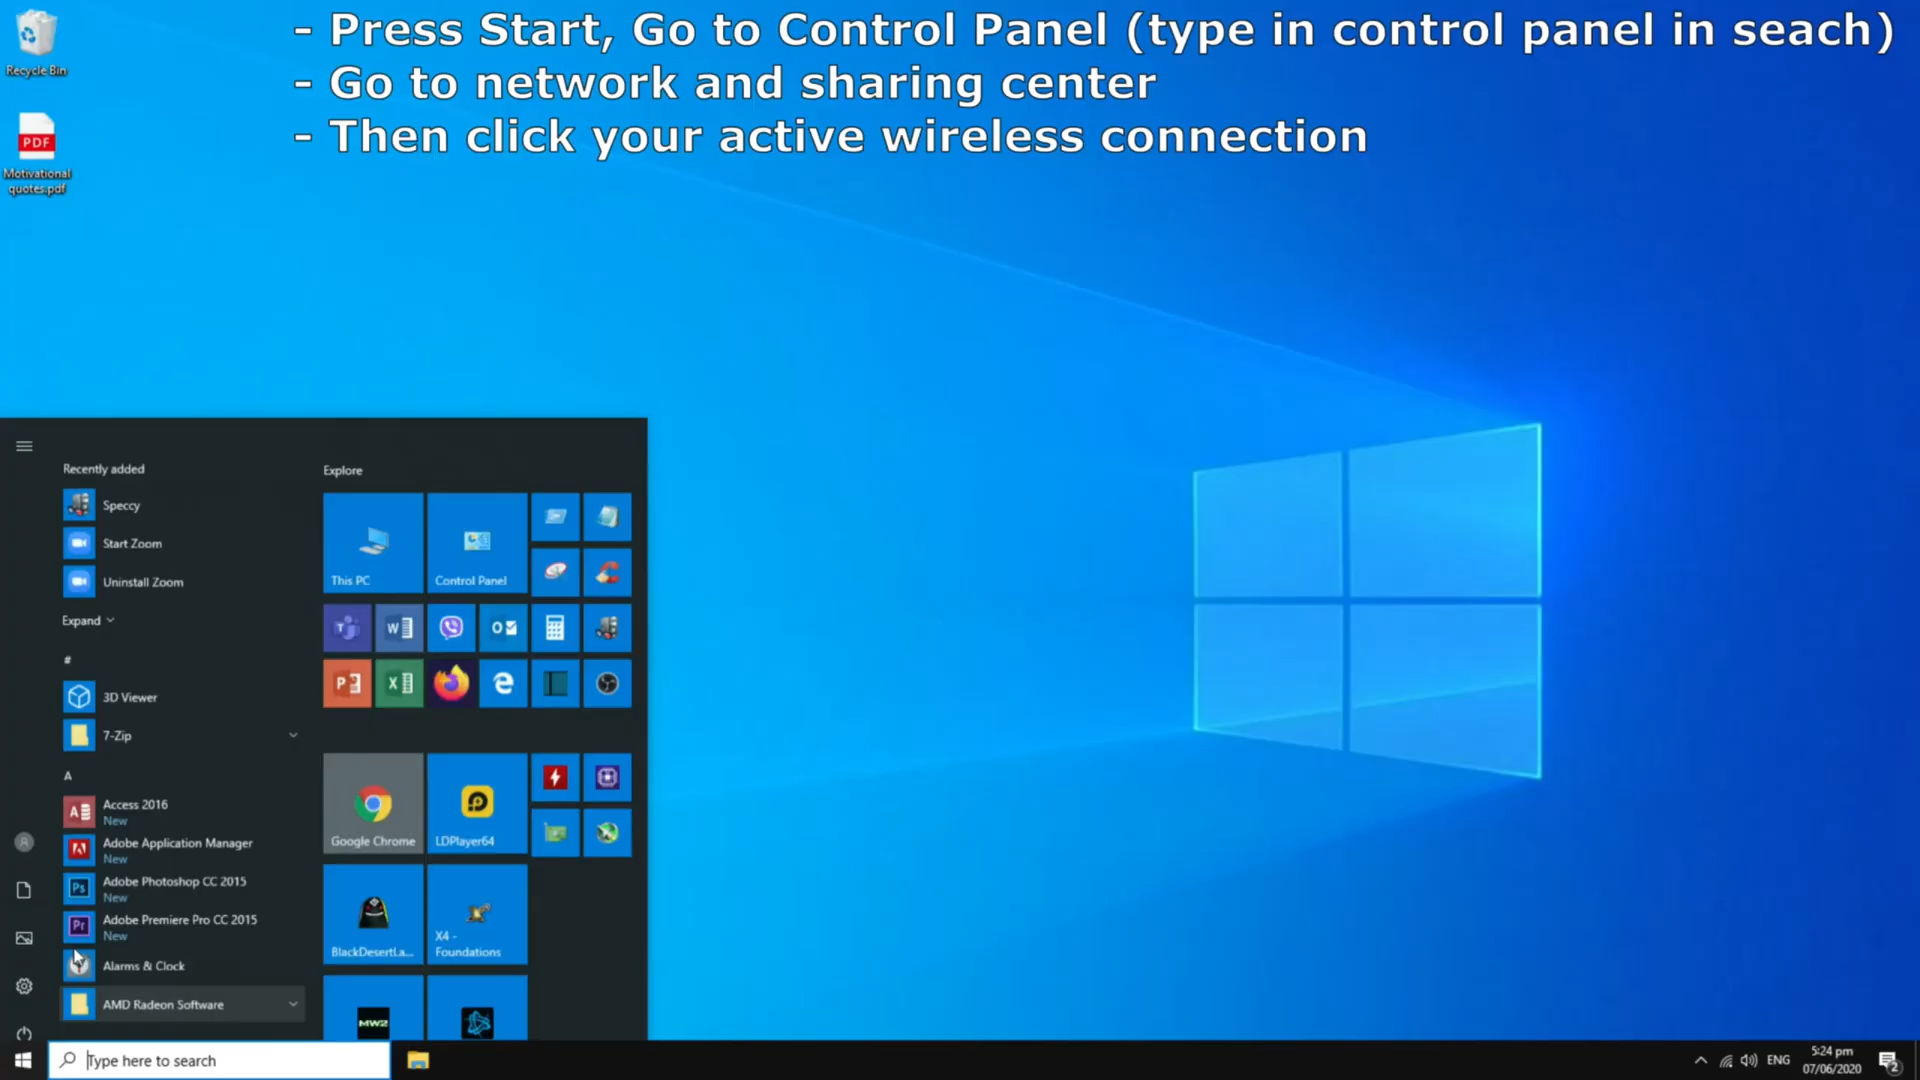 - Press Start, Go to Control Panel (type in control panel in seach)
- Go to network and sharing center
- Then click your active wireless connection
Recycle Bin
PDF
Motivational
quotes.pdf
Recently added
Speccy
Start Zoom
Uninstall Zoom
Expand
#
3D Viewer
7-Zip
A
Access 2016
New
Adobe Application Manager
New
Adobe Photoshop CC 2015
New
Adobe Premiere Pro CC 2015
New
Alarms & Clock
AMD Radeon Software
Explore
This PC
Control Panel
Google Chrome
LDPlayer64
BlackDesertLa...
X4 -
Foundations
MW2
Type here to search
ENG
5:24 pm
07/06/2020
2